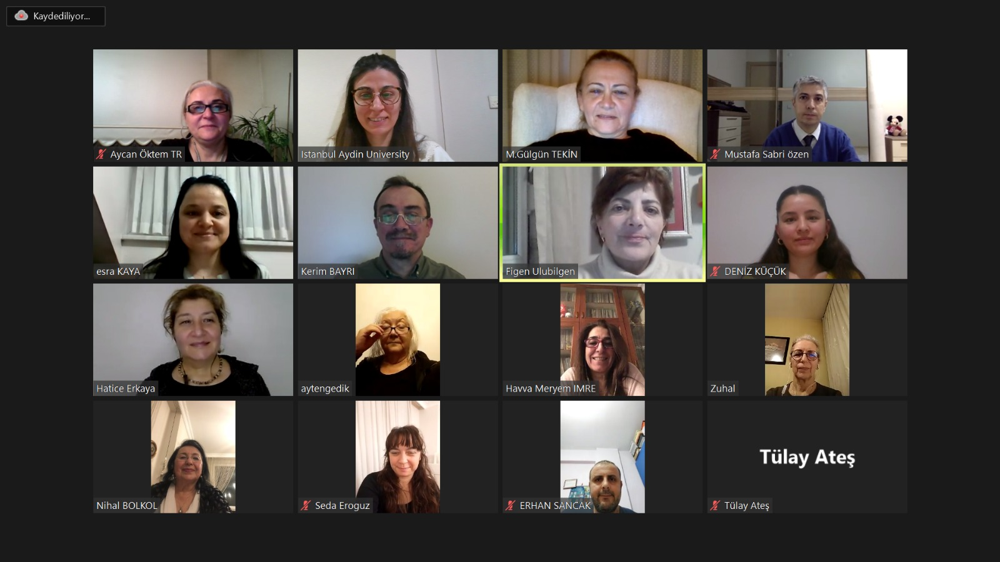 Kaydediliyor...
Aycan Öktem TR
Istanbul Aydin University
M.Gülgün TEKİN
Mustafa Sabri özen
esra KAYA
Kerim BAYRI
Figen Ulubilgen
DENİZ KÜÇÜK
Hatice Erkaya
aytengedik
Havva Meryem IMRE
Zuhal
Nihal BOLKOL
Seda Eroguz
ERHAN SANCAK
Tülay Ateş
Tülay Ateş